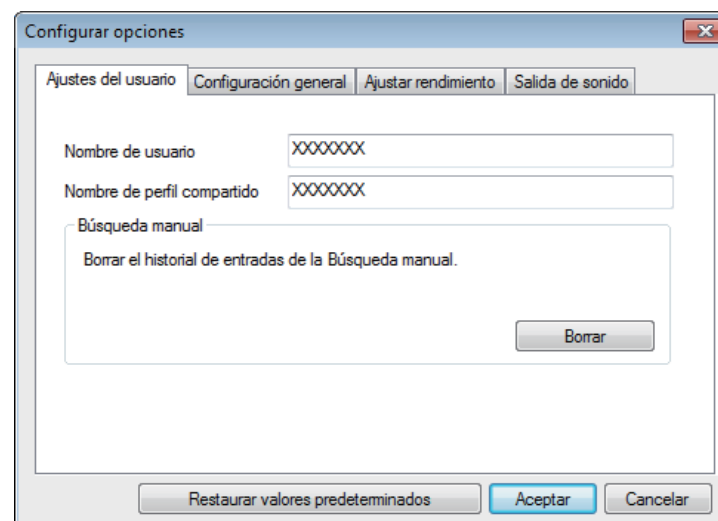 Configurar opciones
Ajustes del usuario Configuración general Ajustar rendimiento Salida de sonido
Nombre de usuario XXXXXXX
Nombre de perfil compartido XXXXXXX
Búsqueda manual
Borrar el historial de entradas de la Búsqueda manual.
Borrar
Restaurar valores predeterminados Aceptar Cancelar